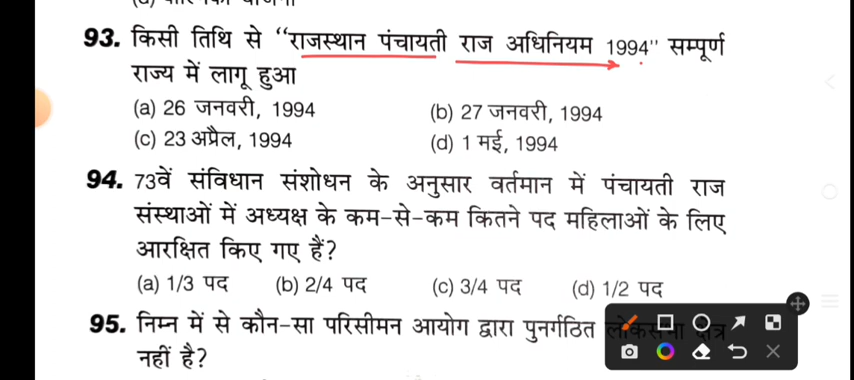 93. किसी तिथि से "राजस्थान पंचायती राज अधिनियम 1994" सम्पूर्ण
राज्य में लागू हुआ
(a) 26 जनवरी, 1994 (b) 27 जनवरी, 1994
(c) 23 अप्रैल, 1994 (d) 1 मई, 1994
94. 73वें संविधान संशोधन के अनुसार वर्तमान में पंचायती राज
संस्थाओं में अध्यक्ष के कम-से-कम कितने पद महिलाओं के लिए
आरक्षित किए गए हैं?
(a) 1/3 पद (b) 2/4 पद (c) 3/4 पद (d) 1/2 पद
95. निम्न में से कौन-सा परिसीमन आयोग द्वारा पुनर्गठित लोकसभा क्षेत्र
नहीं है?